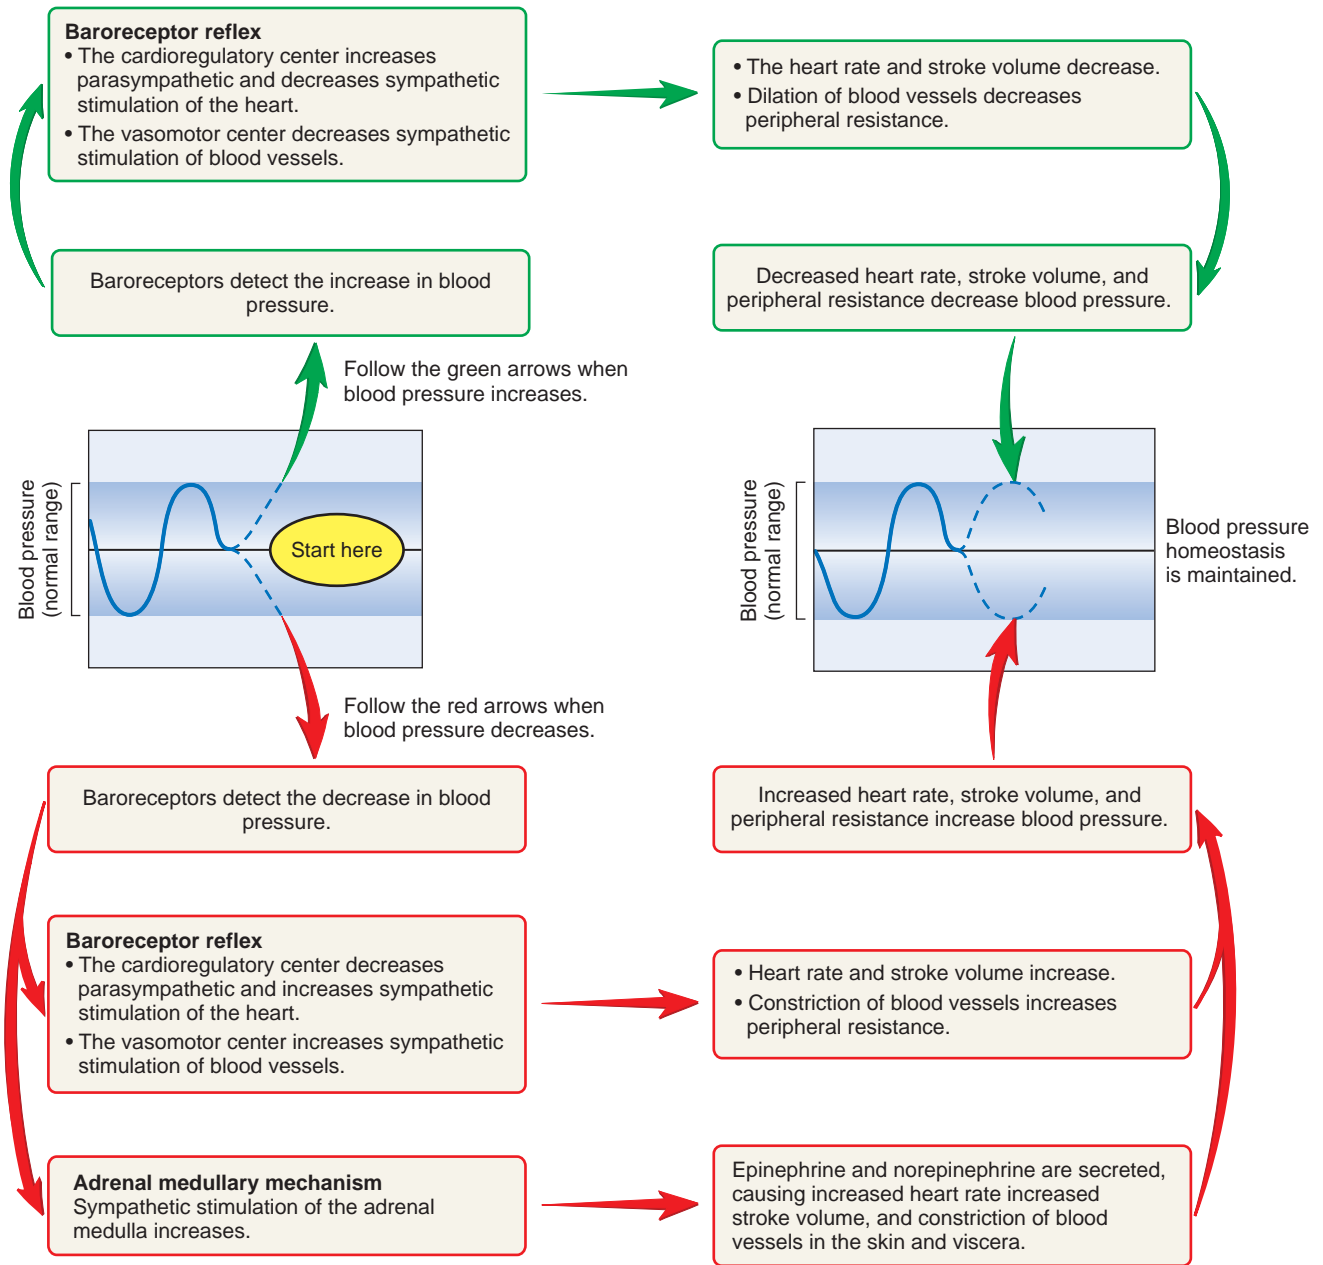 Baroreceptor reflex
• The cardioregulatory center increases
parasympathetic and decreases sympathetic
stimulation of the heart.
• The vasomotor center decreases sympathetic
stimulation of blood vessels.
• The heart rate and stroke volume decrease.
• Dilation of blood vessels decreases
peripheral resistance.
Baroreceptors detect the increase in blood
pressure.
Decreased heart rate, stroke volume, and
peripheral resistance decrease blood pressure.
Follow the green arrows when
blood pressure increases.
Blood pressure
(normal range)
Start here
Blood pressure
(normal range)
Blood pressure
homeostasis
is maintained.
Follow the red arrows when
blood pressure decreases.
Baroreceptors detect the decrease in blood
pressure.
Increased heart rate, stroke volume, and
peripheral resistance increase blood pressure.
Baroreceptor reflex
• The cardioregulatory center decreases
parasympathetic and increases sympathetic
stimulation of the heart.
• The vasomotor center increases sympathetic
stimulation of blood vessels.
• Heart rate and stroke volume increase.
• Constriction of blood vessels increases
peripheral resistance.
Adrenal medullary mechanism
Sympathetic stimulation of the adrenal
medulla increases.
Epinephrine and norepinephrine are secreted,
causing increased heart rate increased
stroke volume, and constriction of blood
vessels in the skin and viscera.